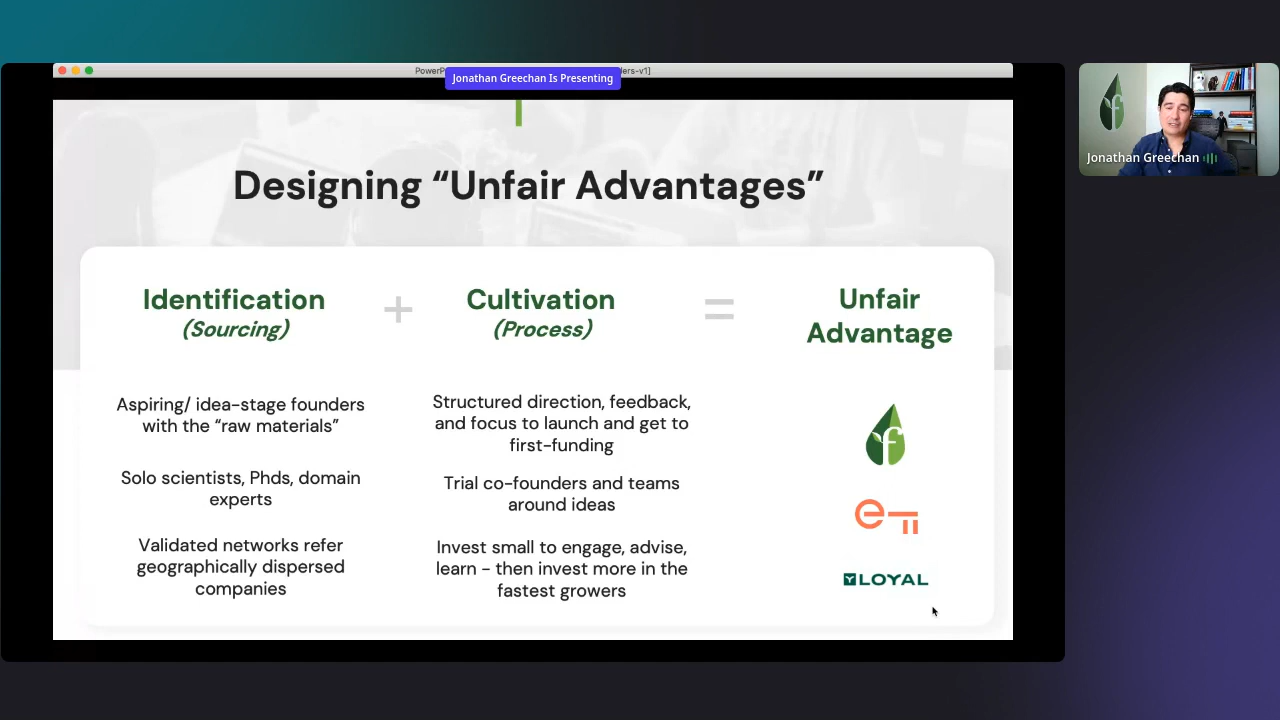 PowerP
ers-v1]
Jonathan Greechan Is Presenting
Jonathan Greechan
Designing “Unfair Advantages”
Identification
(Sourcing)
+
Cultivation
(Process)
=
Unfair
Advantage
Aspiring/ idea-stage founders
with the “raw materials”
Structured direction, feedback,
and focus to launch and get to
first-funding
f
Solo scientists, Phds, domain
experts
Trial co-founders and teams
around ideas
Validated networks refer
geographically dispersed
companies
Invest small to engage, advise,
learn - then invest more in the
fastest growers
LOYAL